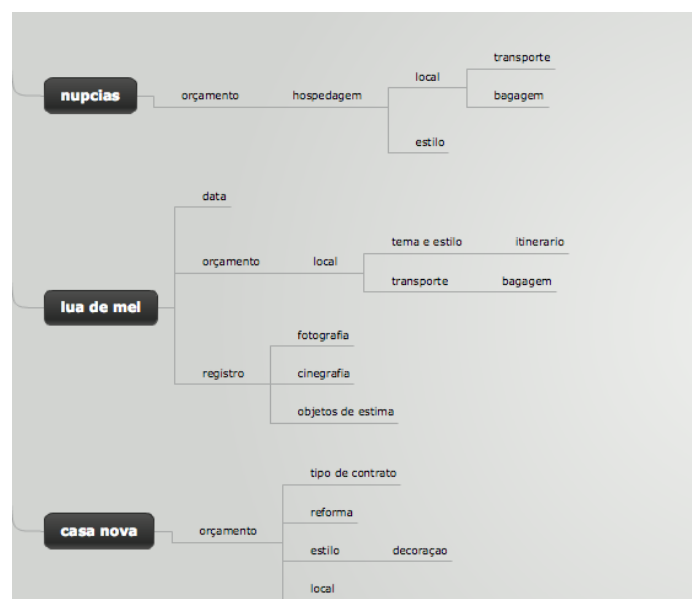 transporte
local
nupcias
orçamento
hospedagem
bagagem
estilo
data
tema e estilo
itinerario
orçamento
local
transporte
bagagem
lua de mel
fotografia
registro
cinegrafia
objetos de estima
tipo de contrato
reforma
casa nova
orçamento
estilo
decoraçao
local